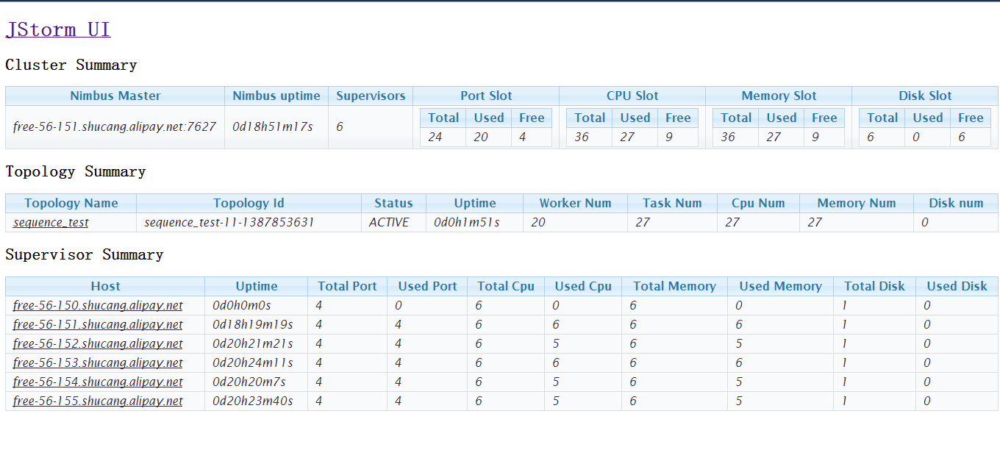 JStorm UI
Cluster Summary
Nimbus Master Nimbus uptime Supervisors Port Slot CPU Slot Memory Slot Disk Slot
Total Used Free Total Used Free Total Used Free Total Used Free
free-56-151.shucang.alipay.net:7627 0d18h51m17s 6 24 20 4 36 27 9 36 27 9 6 0 6
Topology Summary
Topology Name Topology Id Status Uptime Worker Num Task Num Cpu Num Memory Num Disk num
sequence_test sequence_test-11-1387853631 ACTIVE 0d0h1m51s 20 27 27 27 0
Supervisor Summary
Host Uptime Total Port Used Port Total Cpu Used Cpu Total Memory Used Memory Total Disk Used Disk
free-56-150.shucang.alipay.net 0d0h0m0s 4 0 6 0 6 0 1 0
free-56-151.shucang.alipay.net 0d18h19m19s 4 4 6 6 6 6 1 0
free-56-152.shucang.alipay.net 0d20h21m21s 4 4 6 5 6 5 1 0
free-56-153.shucang.alipay.net 0d20h24m11s 4 4 6 6 6 6 1 0
free-56-154.shucang.alipay.net 0d20h20m7s 4 4 6 5 6 5 1 0
free-56-155.shucang.alipay.net 0d20h23m40s 4 4 6 5 6 5 1 0